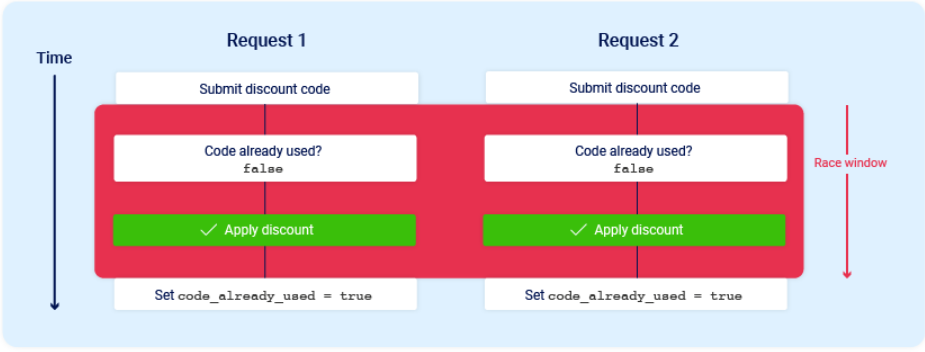 Request 1
Request 2
Time
Submit discount code
Submit discount code
Code already used?
false
Code already used?
false
Race window
Apply discount
Apply discount
Set code_already_used = true
Set code_already_used = true